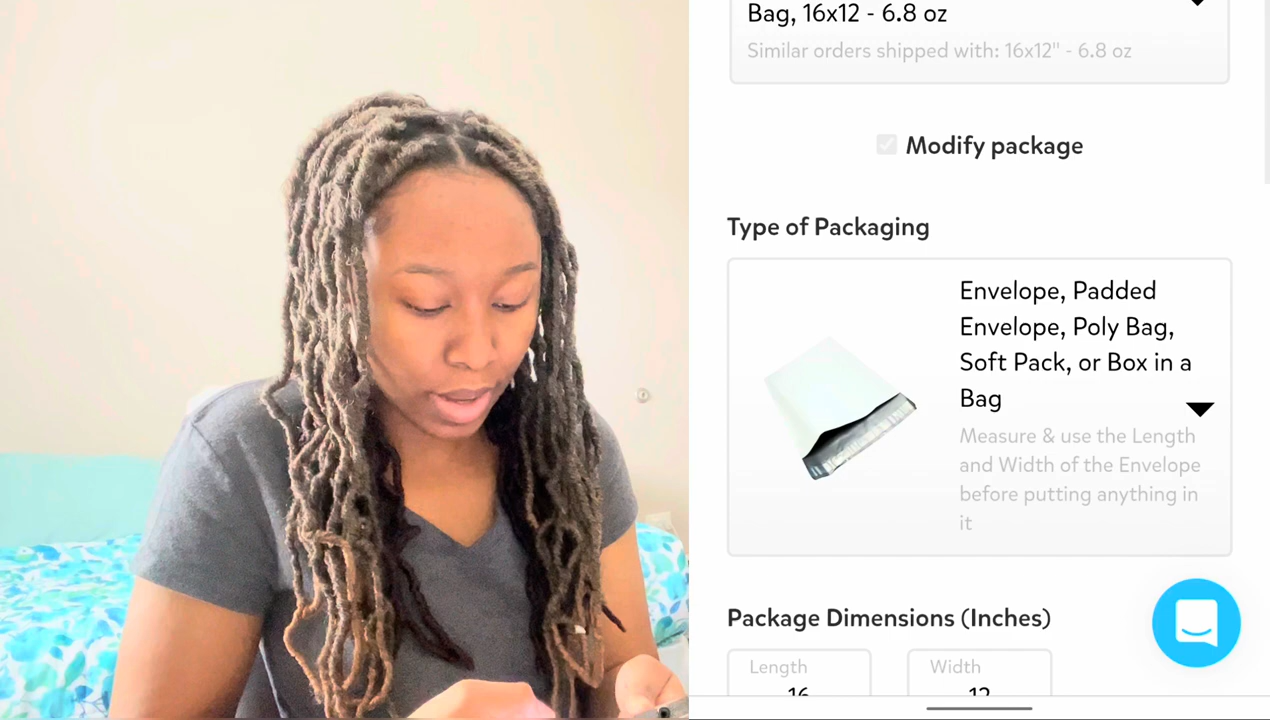 Bag, 16x12 - 6.8 oz
Similar orders shipped with: 16x12" - 6.8 oz
Modify package
Type of Packaging
Envelope, Padded
Envelope, Poly Bag,
Soft Pack, or Box in a
Bag
Measure & use the Length
and Width of the Envelope
before putting anything in
it
Package Dimensions (Inches)
Length
Width
16
12